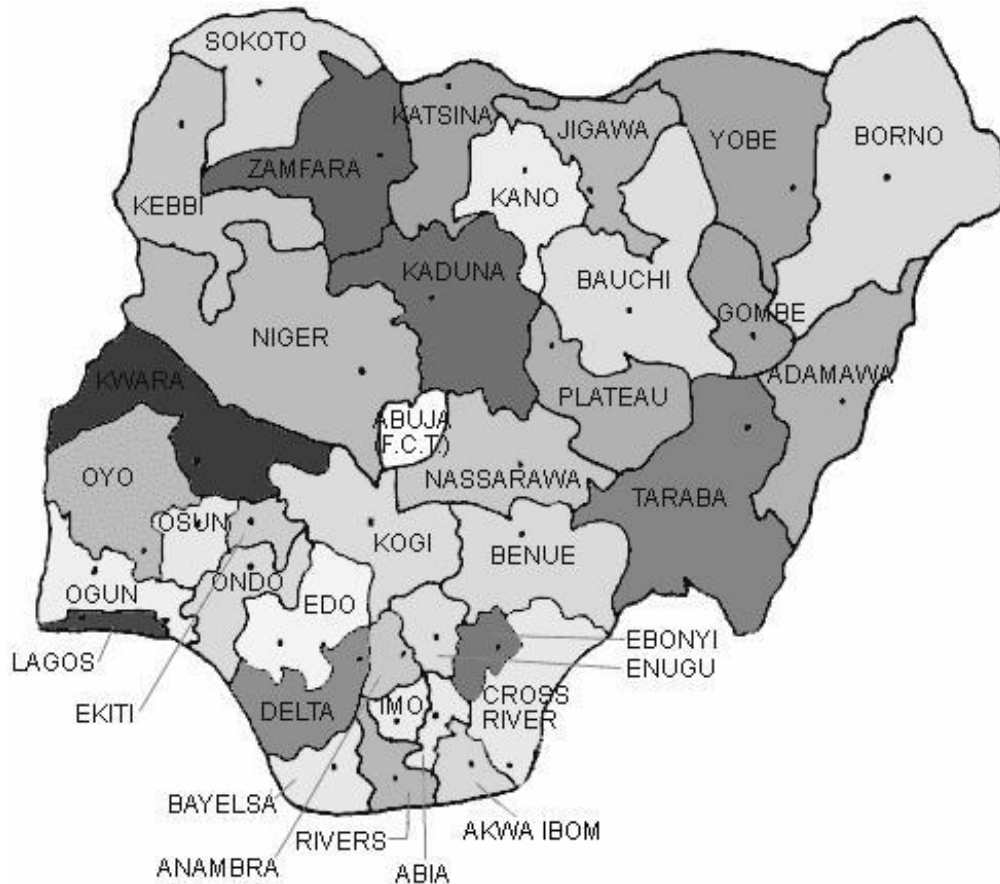 SOKOTO
KATSINA
JIGAWA
YOBE
BORNO
ZAMFARA
KANO
KEBBI
KADUNA
BAUCHI
GOMBE
NIGER
ADAMAWA
KWARA
PLATEAU
ABUJA
(F.C.T.)
OYO
NASSARAWA
TARABA
OSUN
KOGI
BENUE
ONDO
OGUN
EDO
EBONYI
LAGOS
ENUGU
EKITI
DELTA
IMO
CROSS
RIVER
BAYELSA
RIVERS
AKWA IBOM
ANAMBRA
ABIA